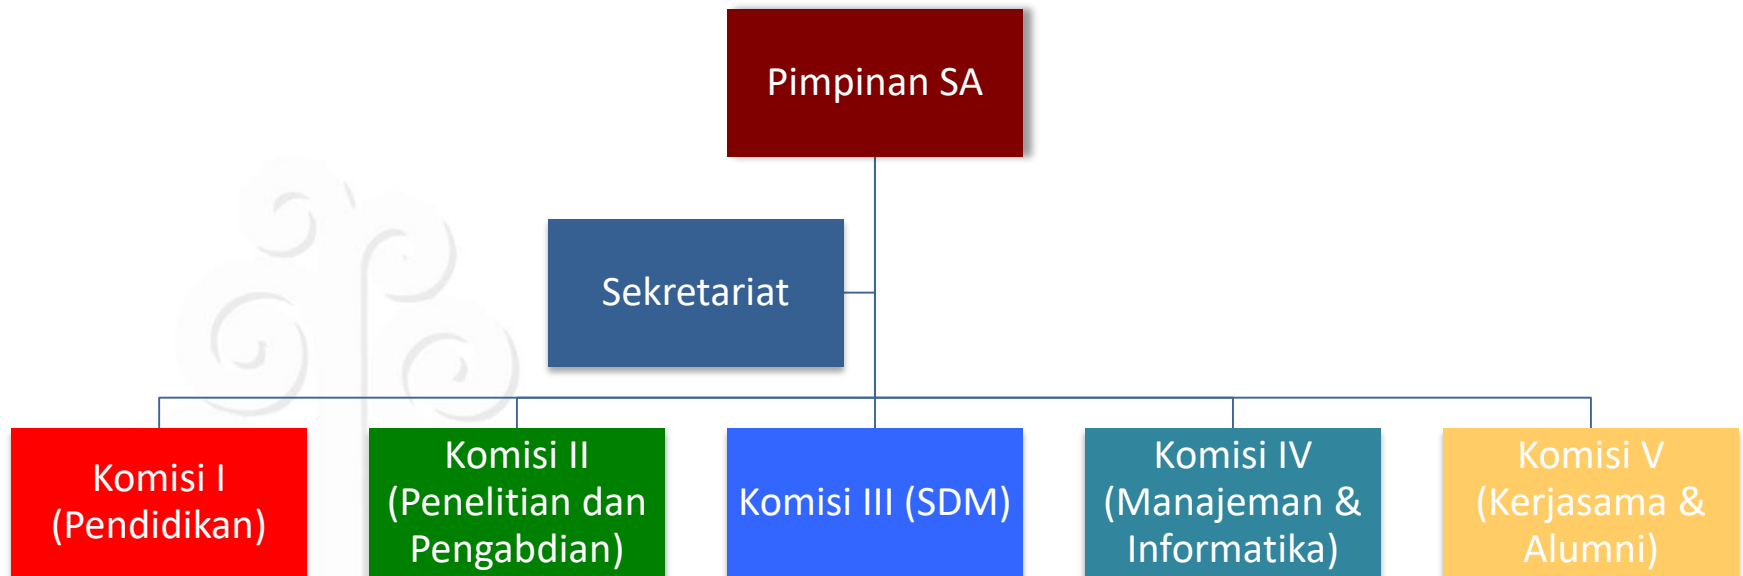 Pimpinan SA
Sekretariat
Komisi I
(Pendidikan)
Komisi II
(Penelitian dan
Pengabdian)
Komisi III (SDM)
Komisi IV
(Manajeman &
Informatika)
Komisi V
(Kerjasama &
Alumni)